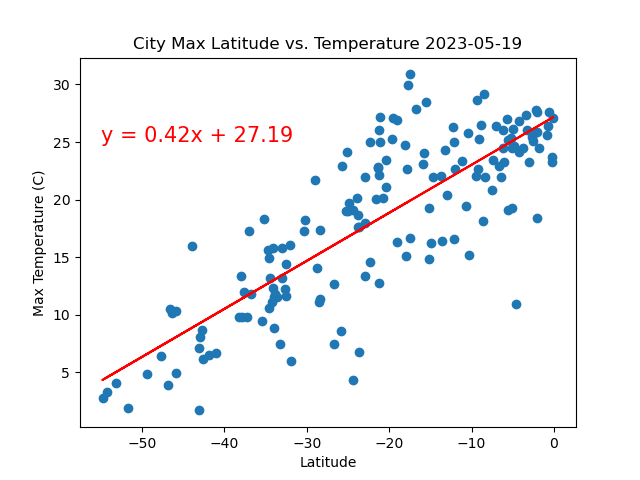 City Max Latitude vs. Temperature 2023-05-19
y = 0.42x + 27.19
Max Temperature (C)
30
25
20
15
10
5
−50 −40 −30 −20 −10 0
Latitude